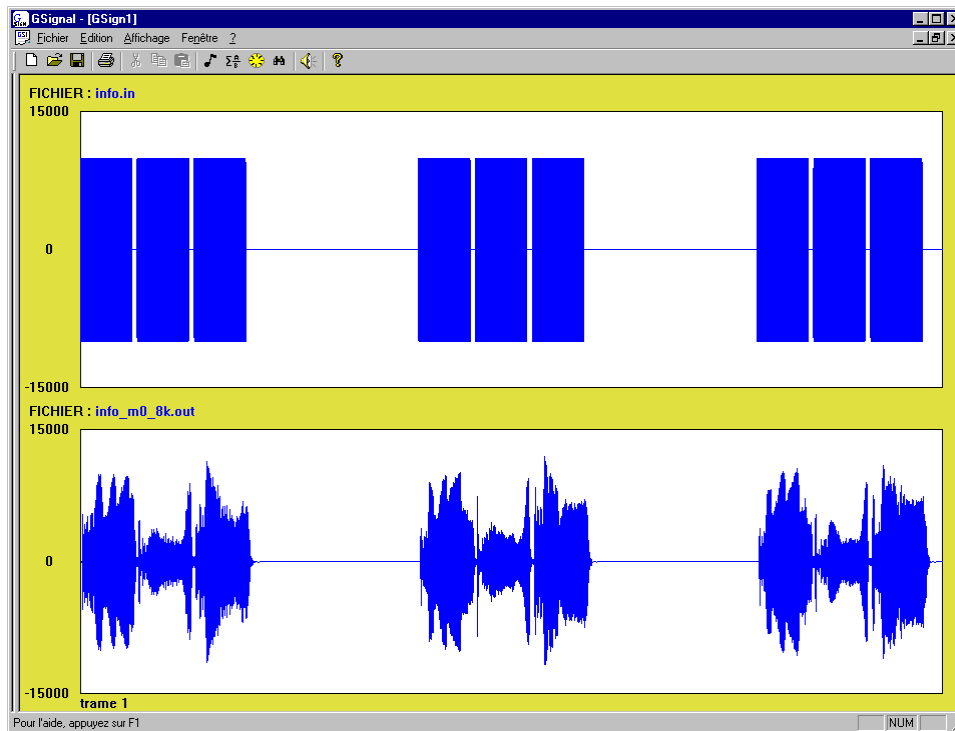 GSignal - [GSign1]
Fichier Edition Affichage Fenêtre ?
FICHIER : info.in
15000
0
-15000
FICHIER : info_m0_8k.out
15000
0
-15000
trame 1
Pour l'aide, appuyez sur F1
NUM